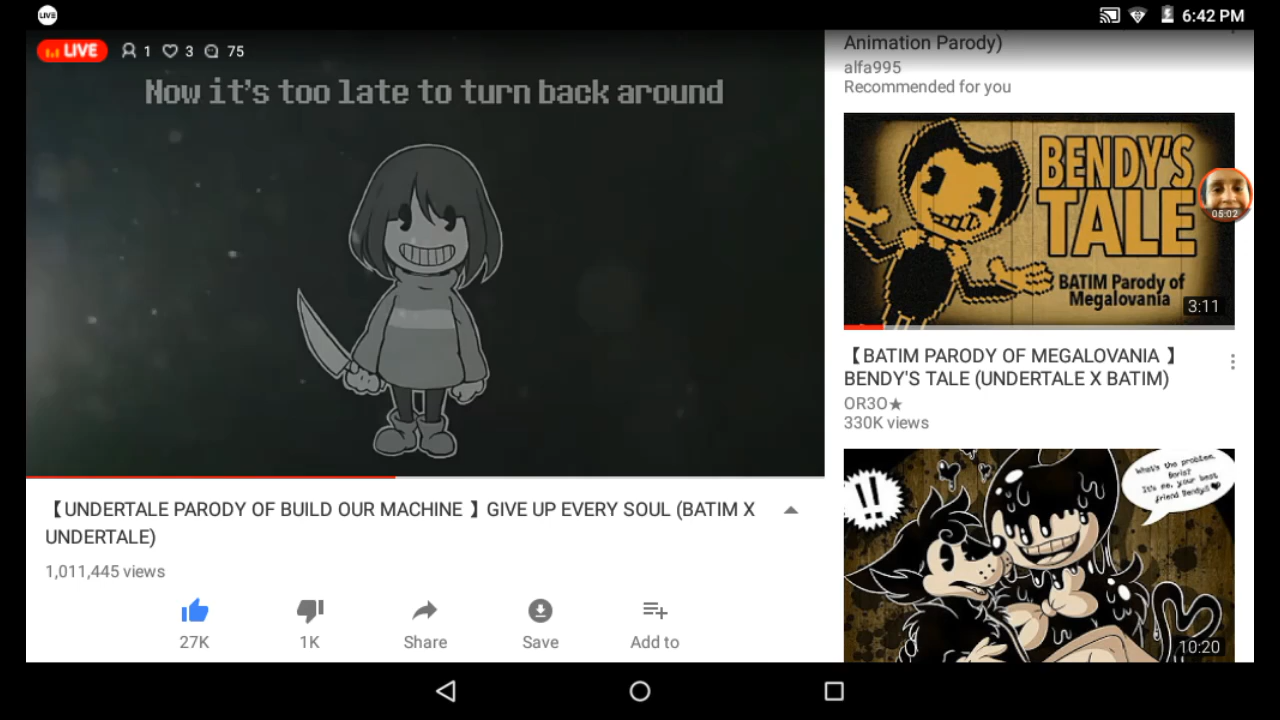 LIVE
6:42 PM
LIVE 1 3 75
Now it's too late to turn back around
【UNDERTALE PARODY OF BUILD OUR MACHINE 】GIVE UP EVERY SOUL (BATIM X
UNDERTALE)
1,011,445 views
27K
1K
Share
Save
Add to
Animation Parody)
alfa995
Recommended for you
BENDY'S
TALE
BATIM Parody of
Megalovania
3:11
05:02
【BATIM PARODY OF MEGALOVANIA 】
BENDY'S TALE (UNDERTALE X BATIM)
OR3O★
330K views
!!
What's the problem,
Boris?
It's me, your best
friend Bendy!!
10:20